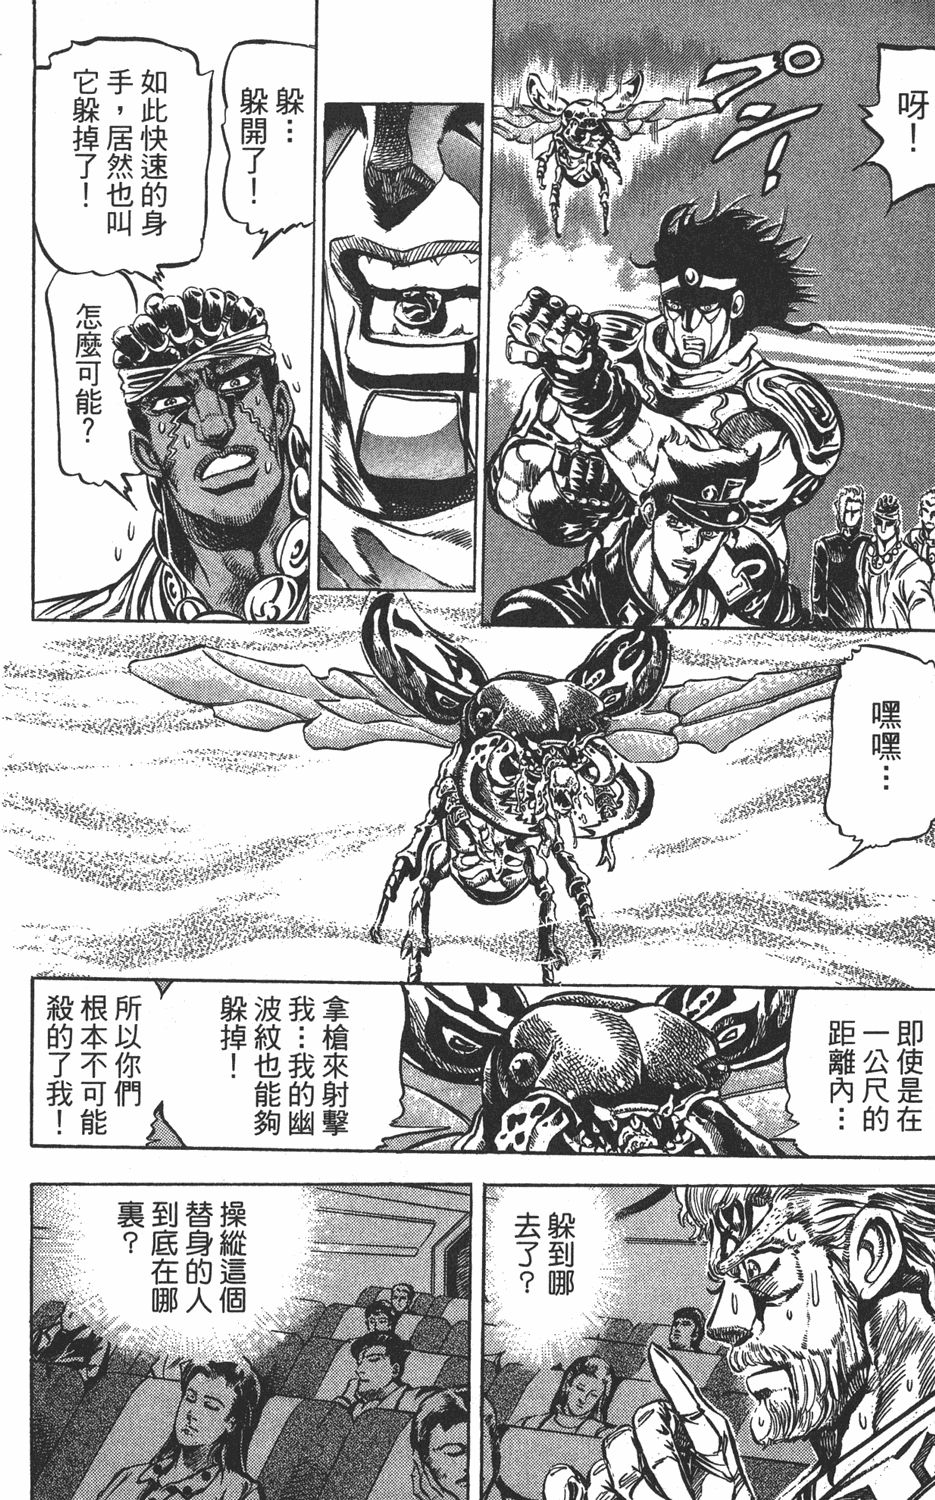 呀！
躲…
躲開了！
如此快速的身
手，居然也叫
它躲掉了！
怎麼可能？
嘿嘿…
即使是在
一公尺的
距離內…
拿槍來射擊
我…我的幽
波紋也能夠
躲掉！
所以你們
根本不可能
殺的了我！
躲到哪
去了？
操縱這個
替身的人
到底在哪
裏？